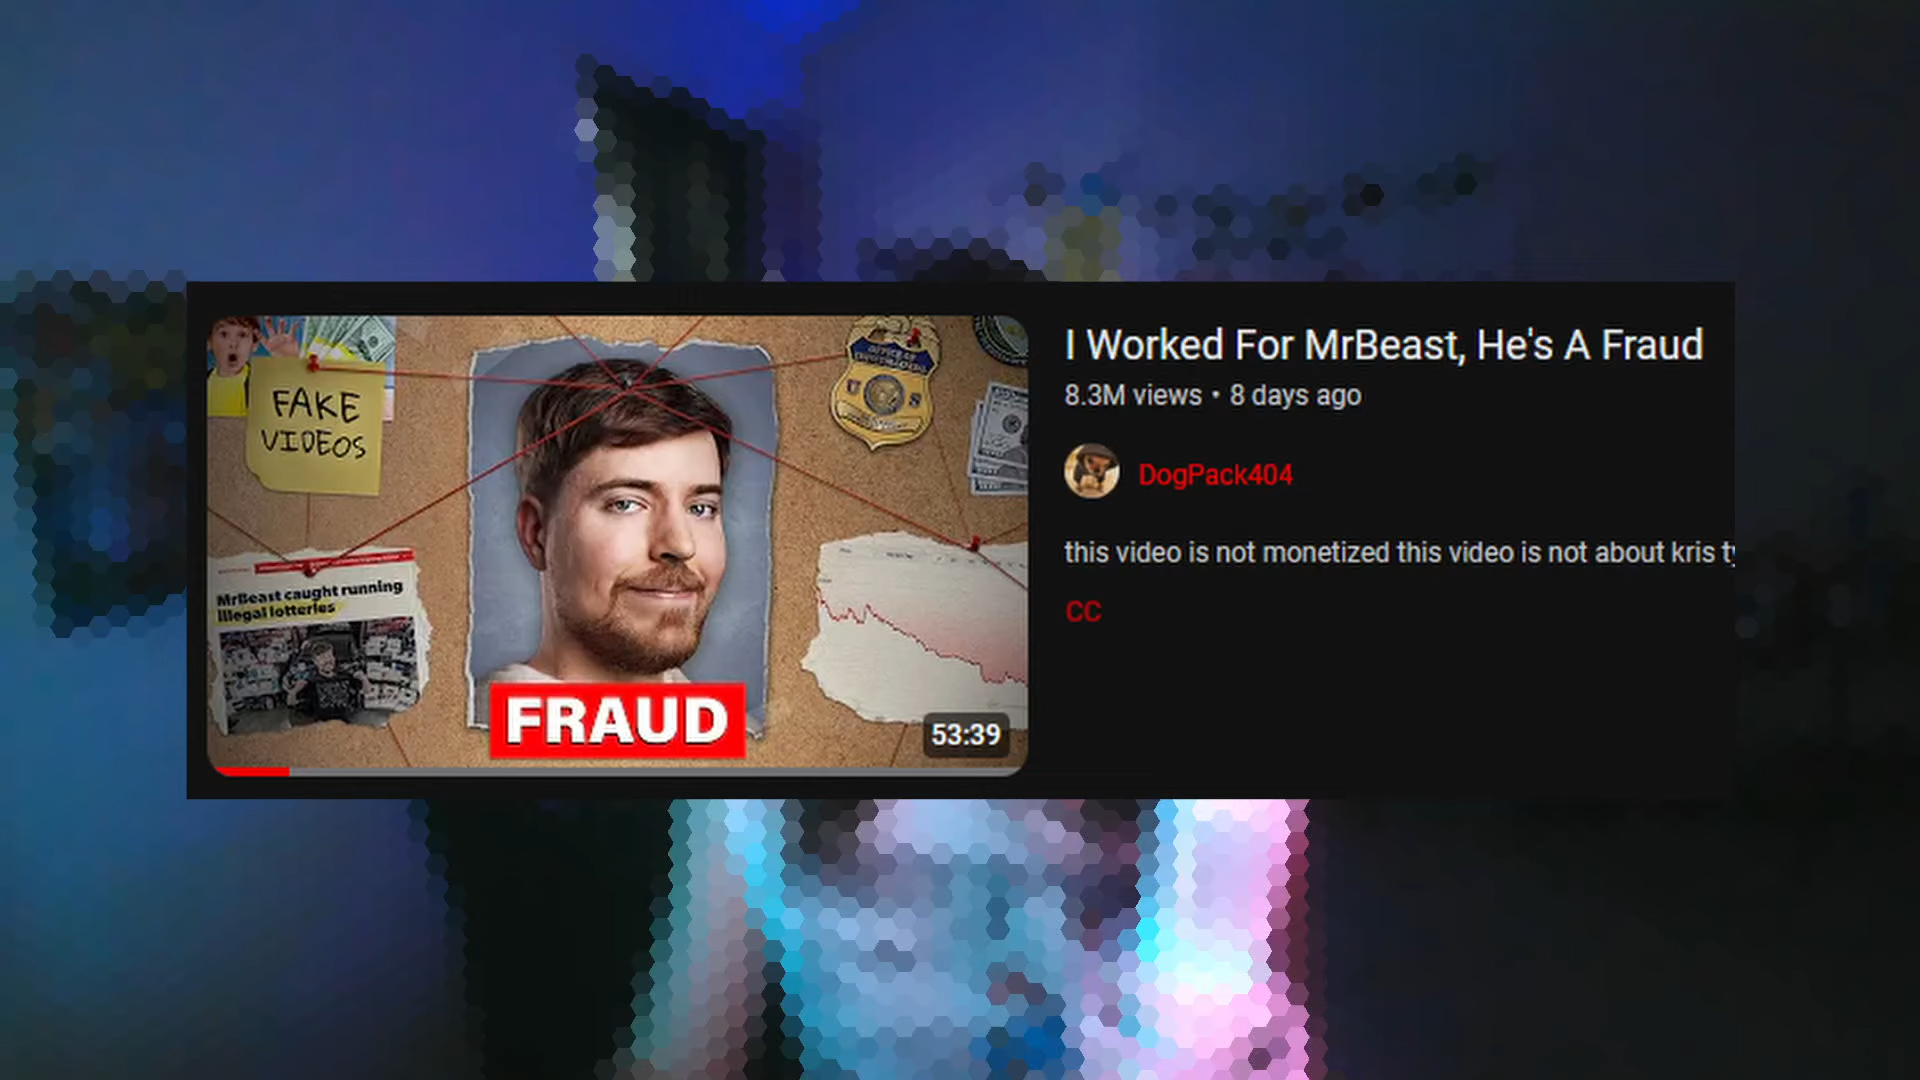 I Worked For MrBeast, He's A Fraud
8.3M views • 8 days ago
DogPack404
this video is not monetized this video is not about kris
CC
FAKE
VIDEOS
MrBeast caught running
illegal lotteries
FRAUD
53:39